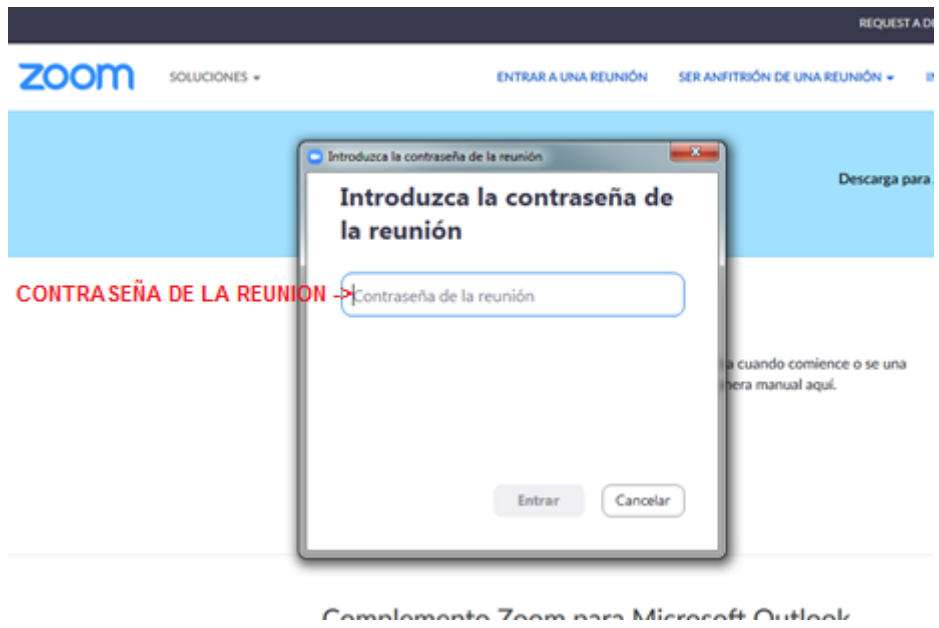 REQUEST A
zoom
SOLUCIONES
ENTRAR A UNA REUNIÓN
SER ANFITRIÓN DE UNA REUNIÓN
Introduzca la contraseña de la reunión
Descarga para
Introduzca la contraseña de
la reunión
CONTRASEÑA DE LA REUNION ->
Contraseña de la reunión
a cuando comience o se una
nera manual aquí.
Entrar
Cancelar
Complemento Zoom para Microsoft Outlook